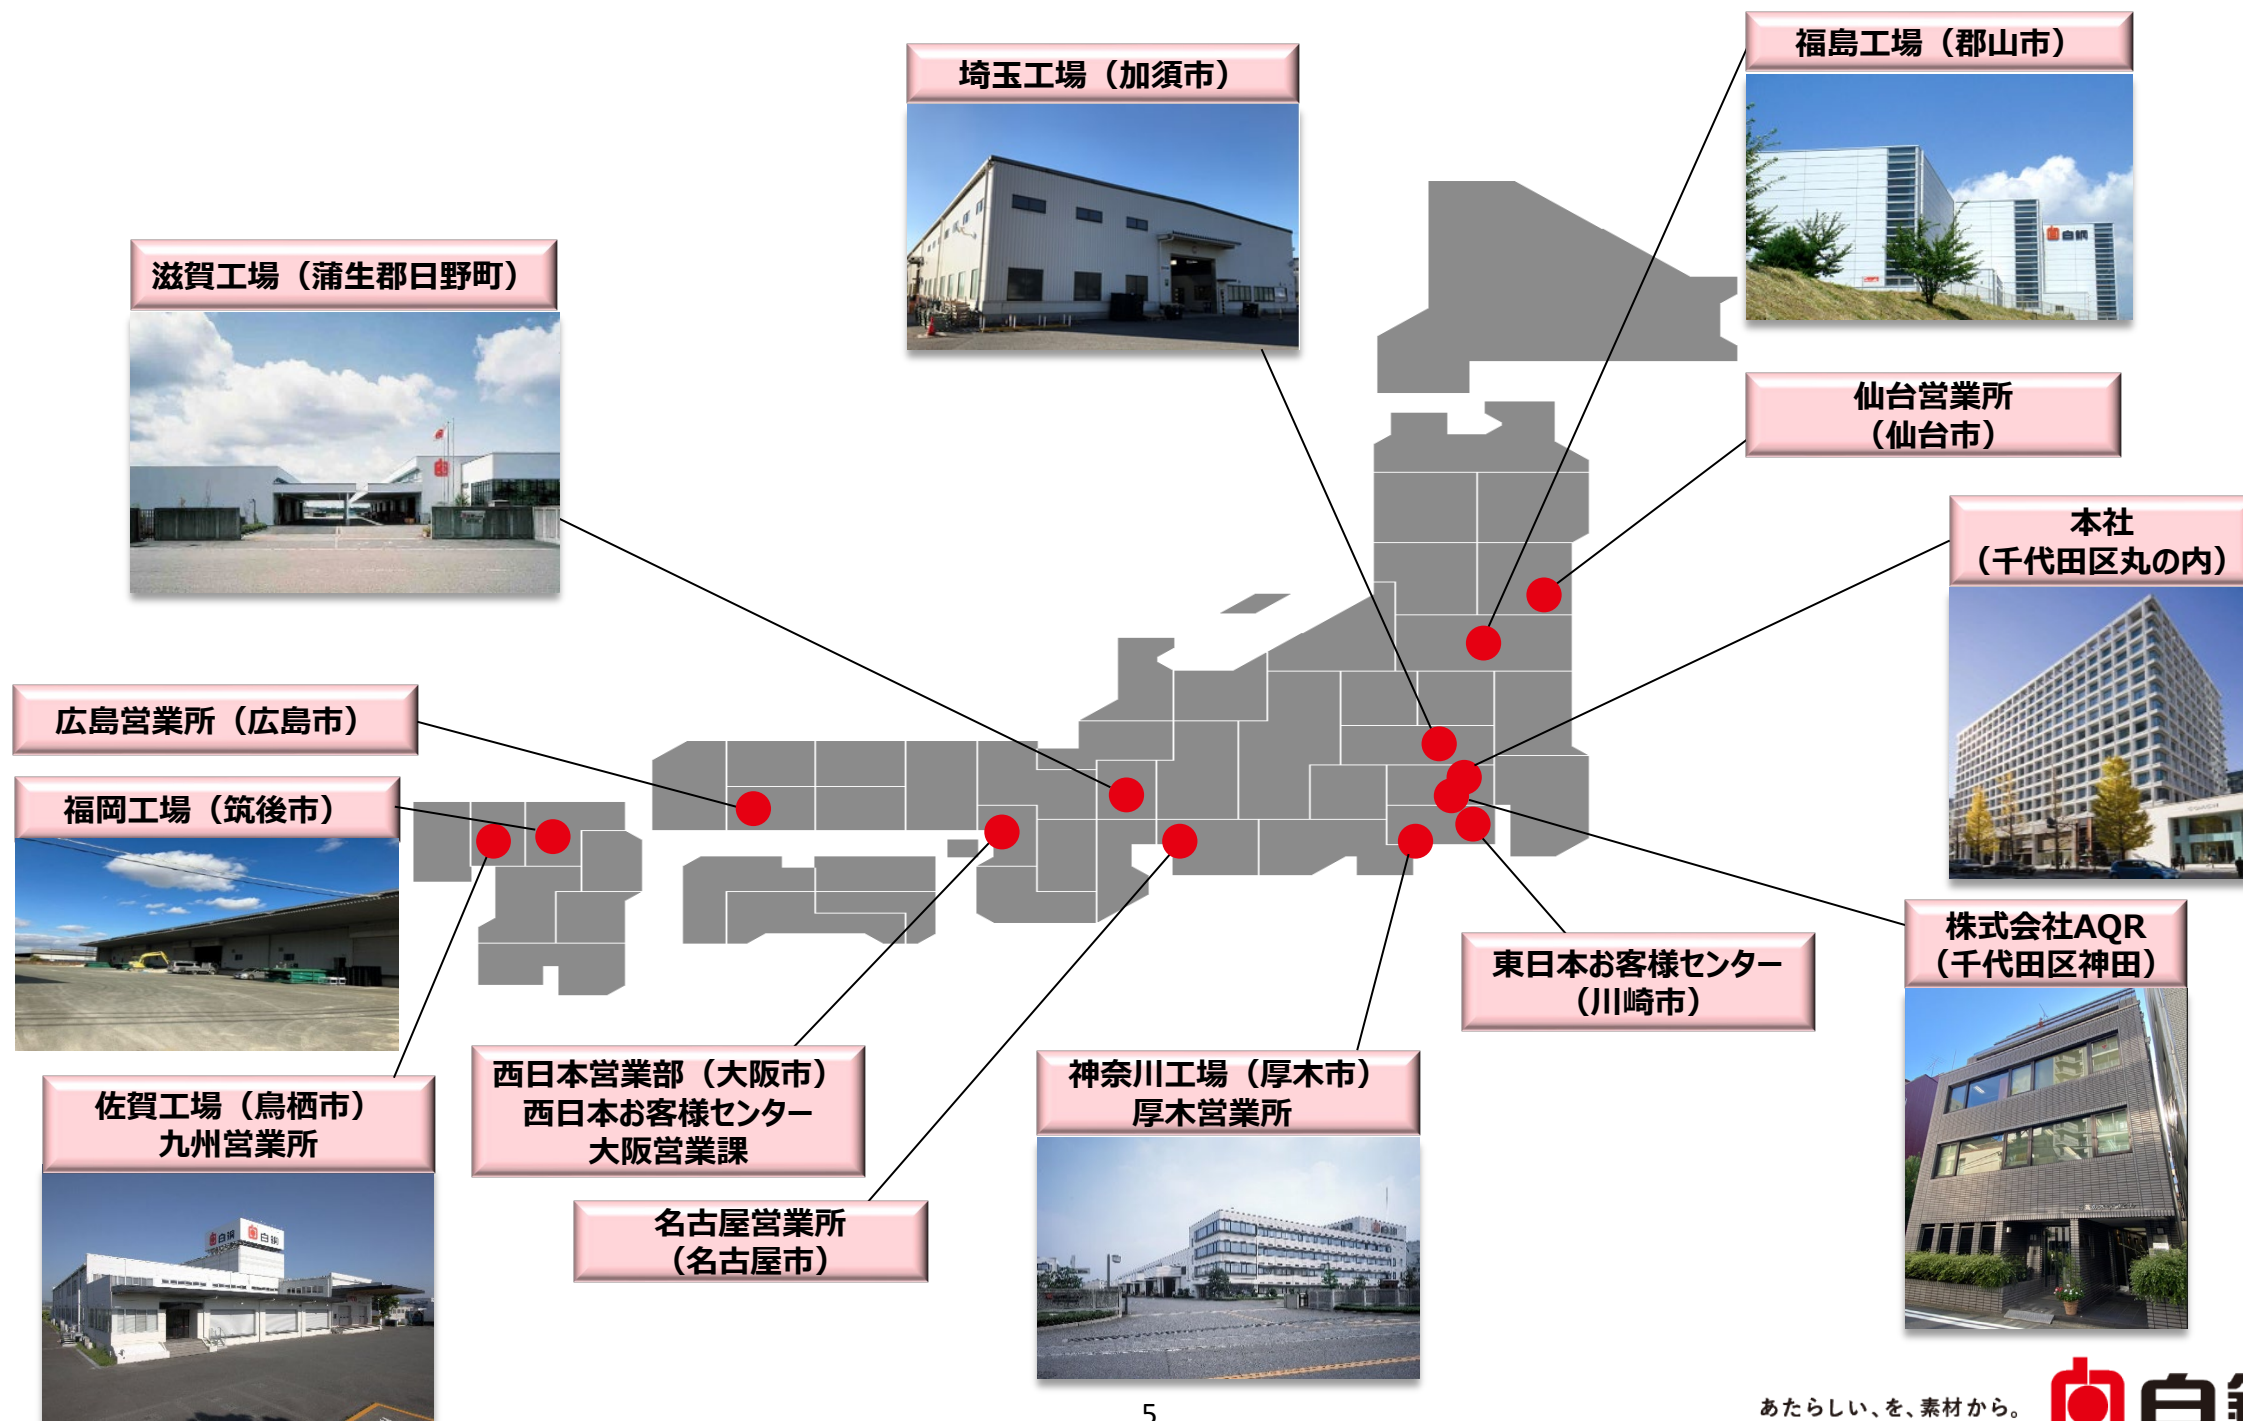 福島工場（郡山市）
埼玉工場（加須市）
白銅
滋賀工場（蒲生郡日野町）
仙台営業所
（仙台市）
本社
（千代田区丸の内）
広島営業所（広島市）
福岡工場（筑後市）
株式会社AQR
（千代田区神田）
東日本お客様センター
（川崎市）
西日本営業部（大阪市）
西日本お客様センター
大阪営業課
神奈川工場（厚木市）
厚木営業所
佐賀工場（鳥栖市）
九州営業所
白銅 白銅
名古屋営業所
（名古屋市）
あたらしい、を、素材から。
白銅
5